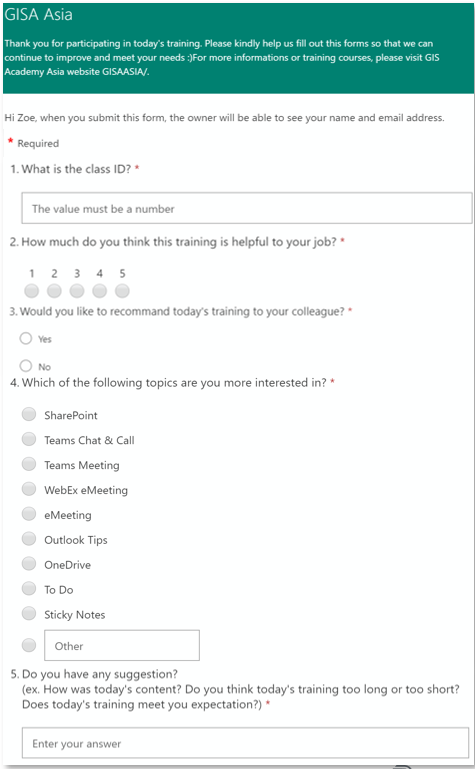 GISA Asia
Thank you for participating in today's training. Please kindly help us fill out this forms so that we can
continue to improve and meet your needs :)For more informations or training courses, please visit GIS
Academy Asia website GISAASIA/.
Hi Zoe, when you submit this form, the owner will be able to see your name and email address.
* Required
1. What is the class ID? *
The value must be a number
2. How much do you think this training is helpful to your job? *
1 2 3 4 5
3. Would you like to recommand today's training to your colleague? *
Yes
No
4. Which of the following topics are you more interested in? *
SharePoint
Teams Chat & Call
Teams Meeting
WebEx eMeeting
eMeeting
Outlook Tips
OneDrive
To Do
Sticky Notes
Other
5. Do you have any suggestion?
(ex. How was today's content? Do you think today's training too long or too short?
Does today's training meet you expectation?) *
Enter your answer